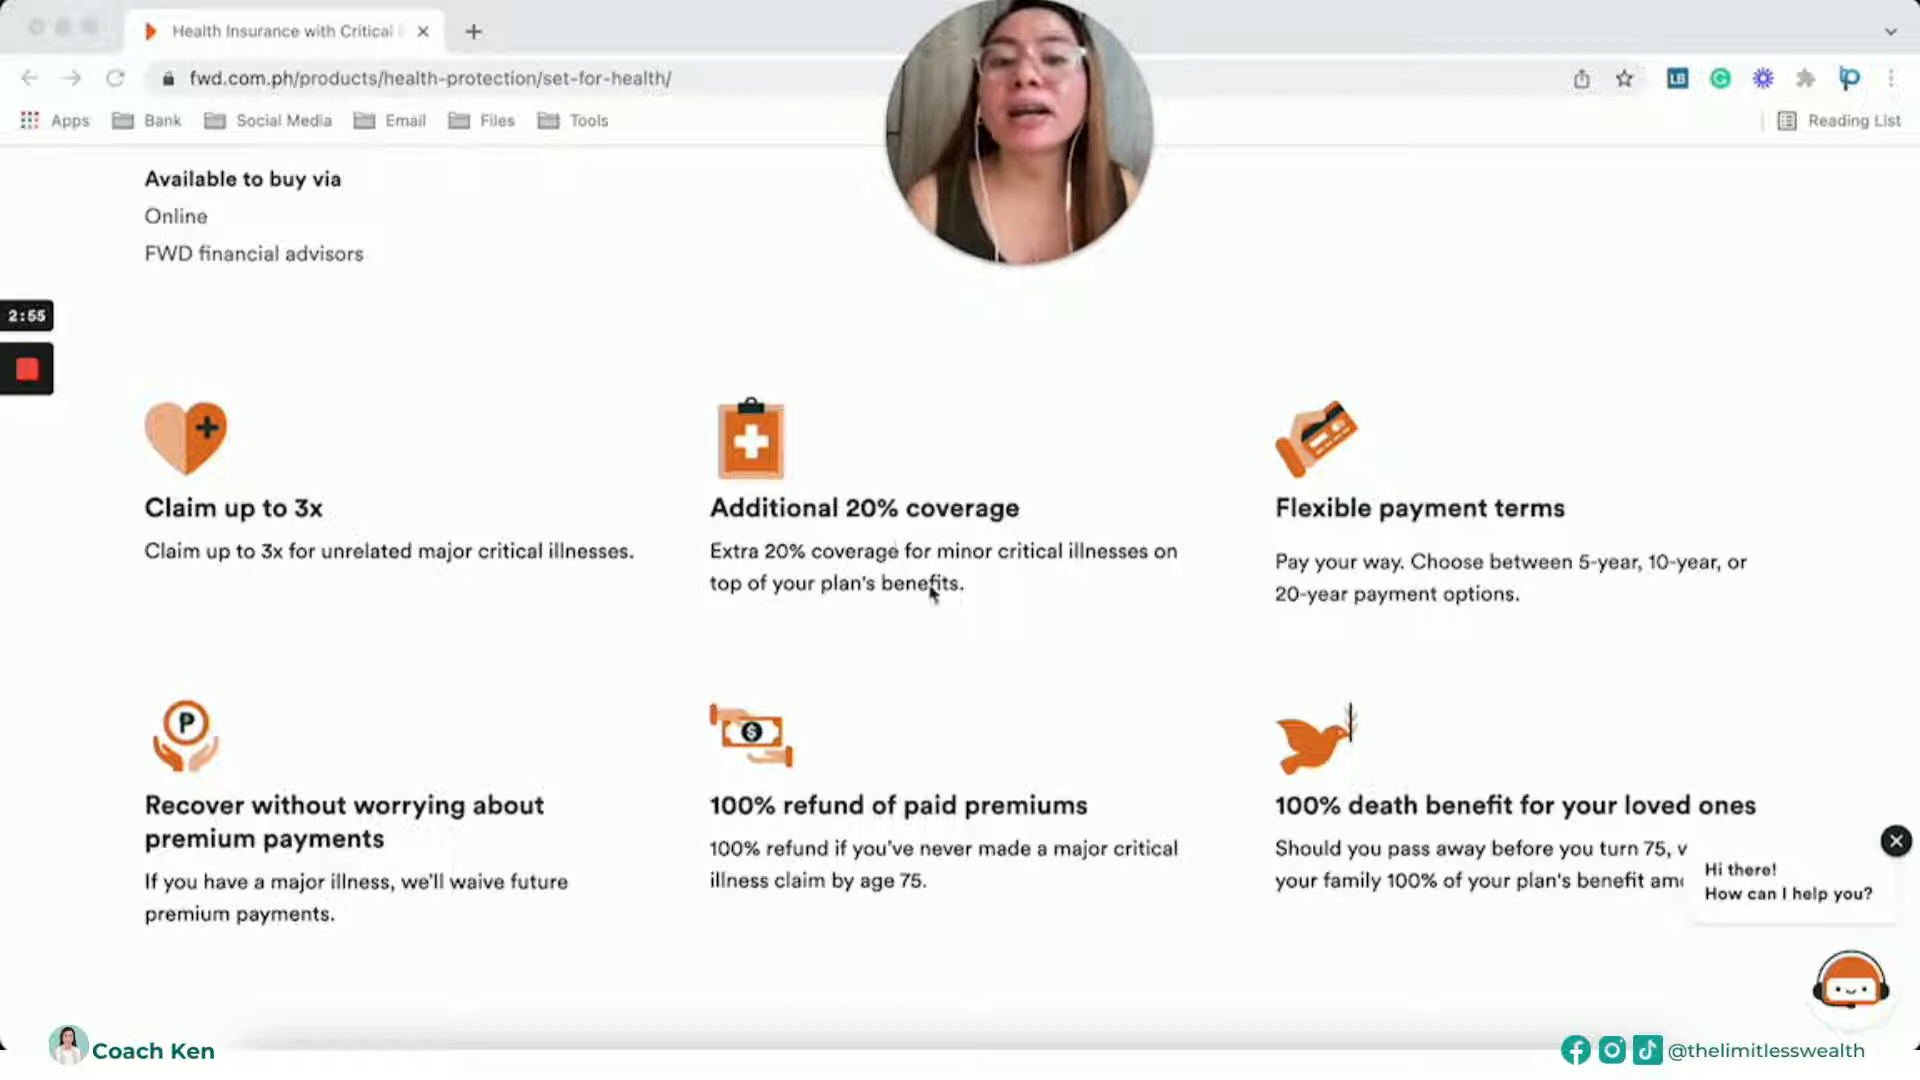 Health Insurance with Critical
fwd.com.ph/products/health-protection/set-for-health/
LB
Apps
Bank
Social Media
Email
Files
Tools
Reading List
Available to buy via
Online
FWD financial advisors
2:55
Claim up to 3x
Claim up to 3x for unrelated major critical illnesses.
Additional 20% coverage
Extra 20% coverage for minor critical illnesses on
top of your plan's benefits.
Flexible payment terms
Pay your way. Choose between 5-year, 10-year, or
20-year payment options.
P
Recover without worrying about
premium payments
If you have a major illness, we'll waive future
premium payments.
$
100% refund of paid premiums
100% refund if you've never made a major critical
illness claim by age 75.
100% death benefit for your loved ones
Should you pass away before you turn 75,
your family 100% of your plan's benefit
Hi there!
How can I help you?
Coach Ken
@thelimitlesswealth